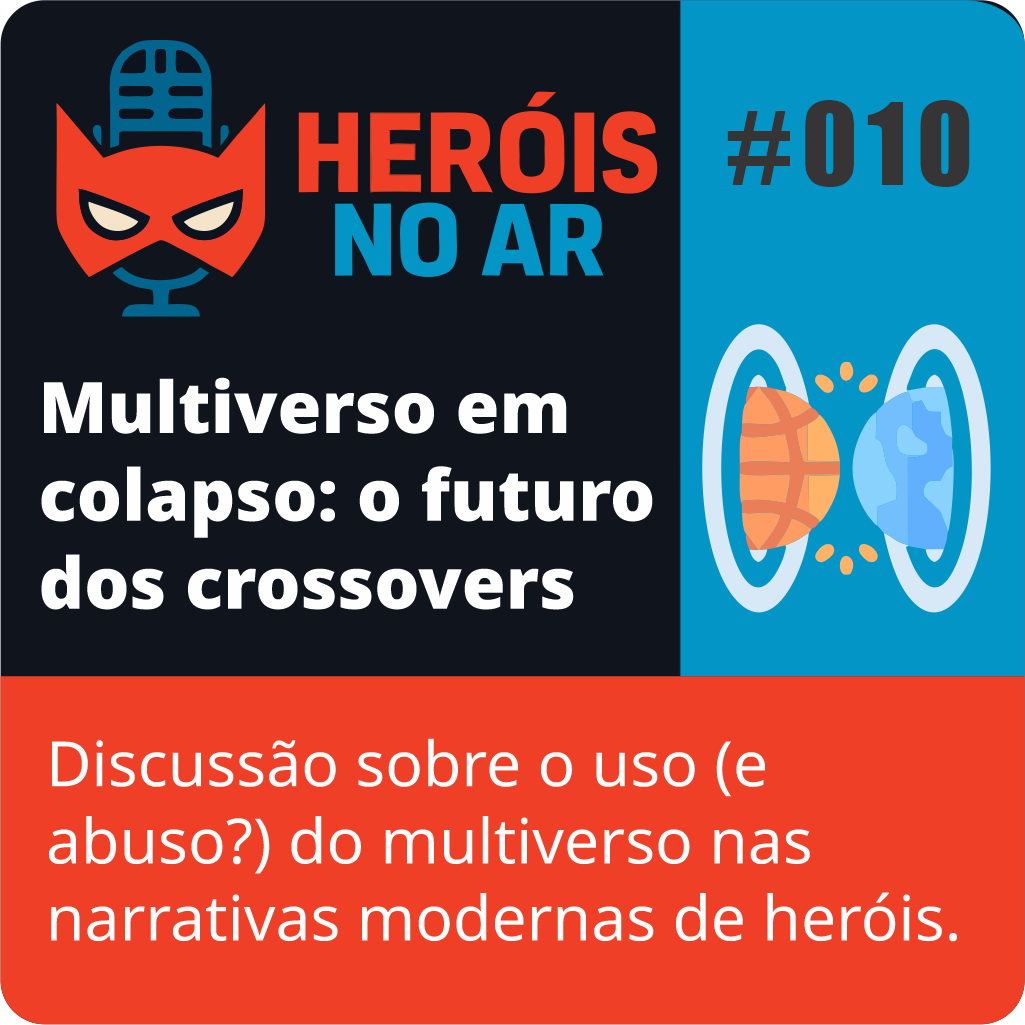 HERÓIS
NO AR
#010
Multiverso em
colapso: o futuro
dos crossovers
Discussão sobre o uso (e
abuso?) do multiverso nas
narrativas modernas de heróis.